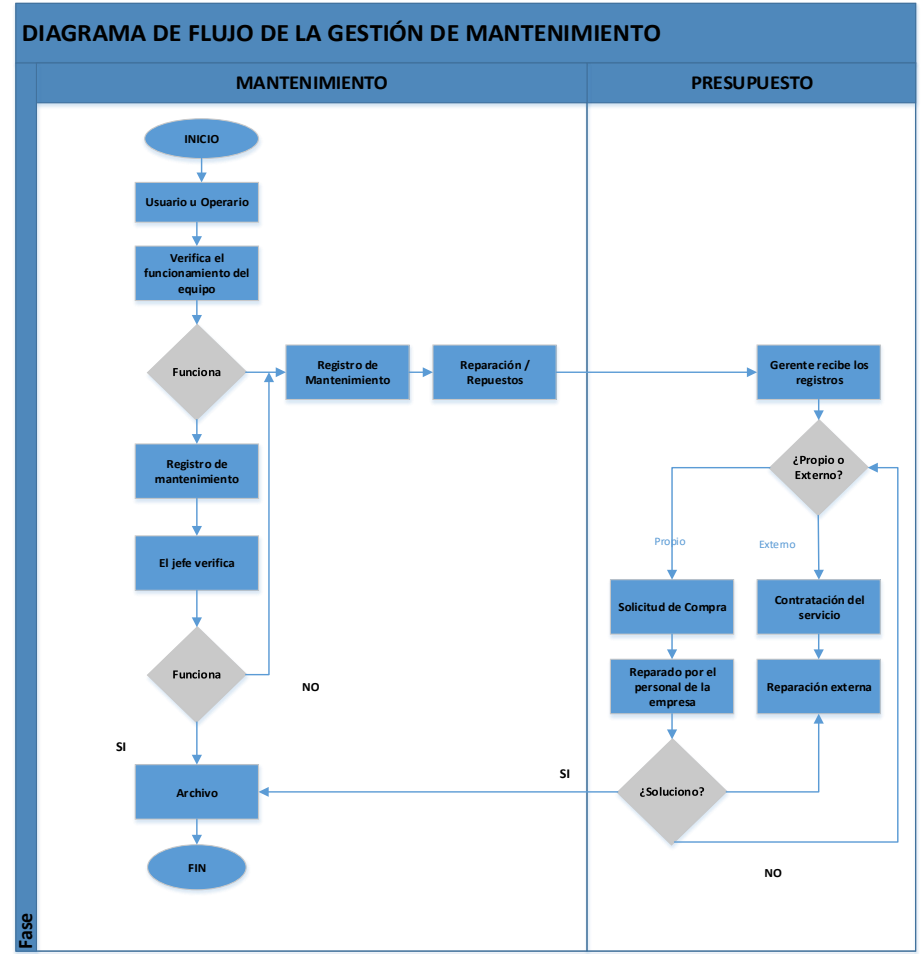 DIAGRAMA DE FLUJO DE LA GESTIÓN DE MANTENIMIENTO
MANTENIMIENTO
PRESUPUESTO
INICIO
Usuario u Operario
Verifica el
funcionamiento del
equipo
Funciona
Registro de
Mantenimiento
Reparación /
Repuestos
Gerente recibe los
registros
Registro de
mantenimiento
¿Propio o
Externo?
El jefe verifica
Propio
Externo
Solicitud de Compra
Contratación del
servicio
Funciona
NO
Reparado por el
personal de la
empresa
Reparación externa
SI
SI
Archivo
¿Soluciono?
FIN
NO
Fase